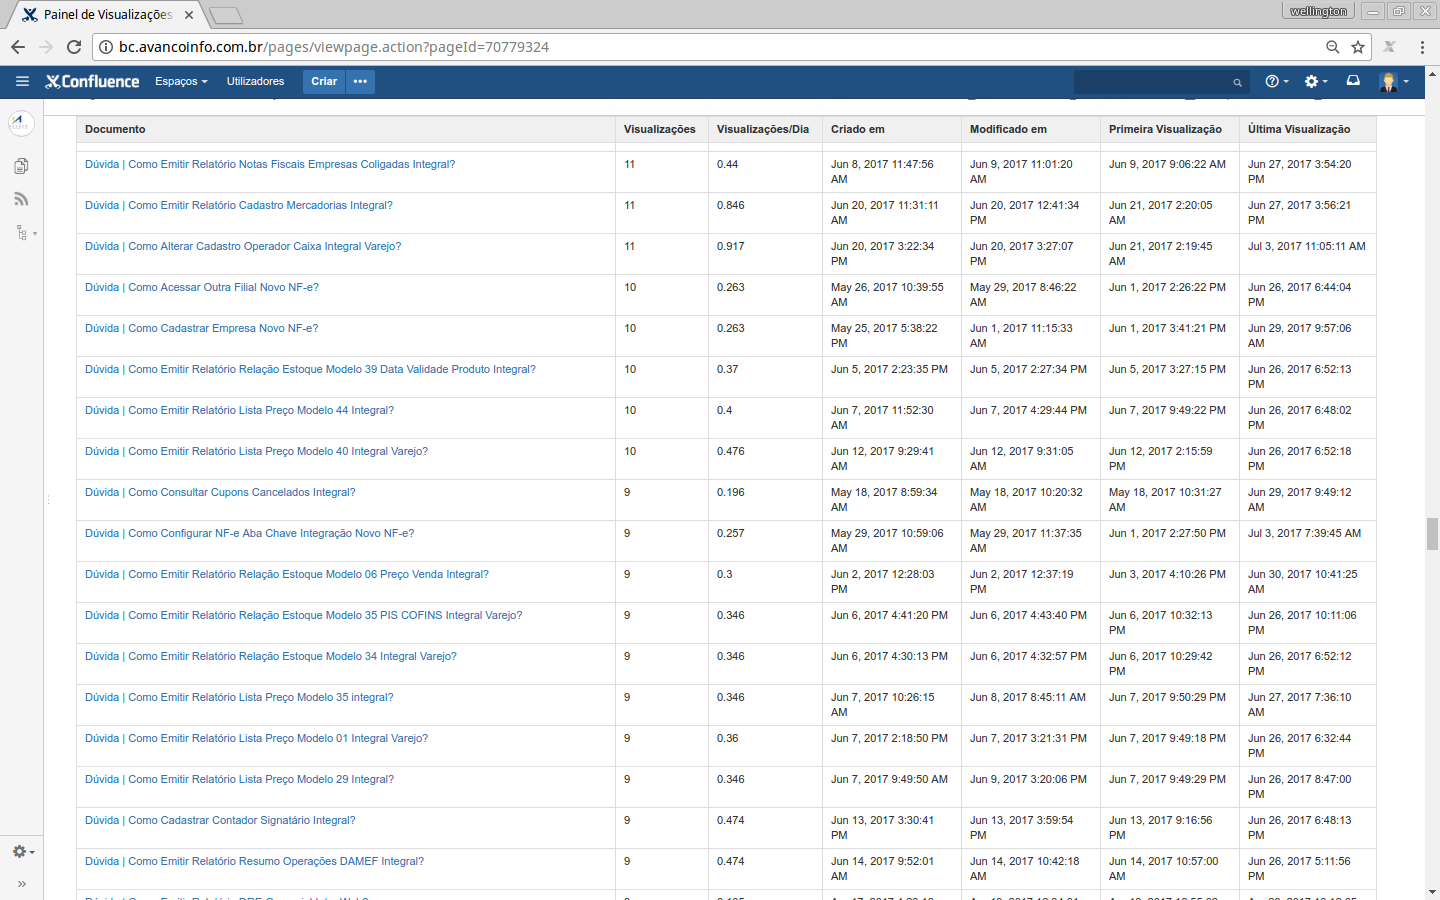 Painel de Visualizações
wellington
bc.avancoinfo.com.br/pages/viewpage.action?pageId=70779324
Confluence Espaços Utilizadores Criar
Documento Visualizações Visualizações/Dia Criado em Modificado em Primeira Visualização Última Visualização
Dúvida | Como Emitir Relatório Notas Fiscais Empresas Coligadas Integral? 11 0.44 Jun 8, 2017 11:47:56 Jun 9, 2017 11:01:20 Jun 9, 2017 9:06:22 AM Jun 27, 2017 3:54:20
AM AM PM
Dúvida | Como Emitir Relatório Cadastro Mercadorias Integral? 11 0.846 Jun 20, 2017 11:31:11 Jun 20, 2017 12:41:34 Jun 21, 2017 2:20:05 Jun 27, 2017 3:56:21
AM PM AM PM
Dúvida | Como Alterar Cadastro Operador Caixa Integral Varejo? 11 0.917 Jun 20, 2017 3:22:34 Jun 20, 2017 3:27:07 Jun 21, 2017 2:19:45 Jul 3, 2017 11:05:11 AM
PM PM AM
Dúvida | Como Acessar Outra Filial Novo NF-e? 10 0.263 May 26, 2017 10:39:55 May 29, 2017 8:46:22 Jun 1, 2017 2:26:22 PM Jun 26, 2017 6:44:04
AM AM PM
Dúvida | Como Cadastrar Empresa Novo NF-e? 10 0.263 May 25, 2017 5:38:22 Jun 1, 2017 11:15:33 Jun 1, 2017 3:41:21 PM Jun 29, 2017 9:57:06
PM AM AM
Dúvida | Como Emitir Relatório Relação Estoque Modelo 39 Data Validade Produto Integral? 10 0.37 Jun 5, 2017 2:23:35 PM Jun 5, 2017 2:27:34 PM Jun 5, 2017 3:27:15 PM Jun 26, 2017 6:52:13
PM
Dúvida | Como Emitir Relatório Lista Preço Modelo 44 Integral? 10 0.4 Jun 7, 2017 11:52:30 Jun 7, 2017 4:29:44 PM Jun 7, 2017 9:49:22 PM Jun 26, 2017 6:48:02
AM PM
Dúvida | Como Emitir Relatório Lista Preço Modelo 40 Integral Varejo? 10 0.476 Jun 12, 2017 9:29:41 Jun 12, 2017 9:31:05 Jun 12, 2017 2:15:59 Jun 26, 2017 6:52:18
AM AM PM PM
Dúvida | Como Consultar Cupons Cancelados Integral? 9 0.196 May 18, 2017 8:59:34 May 18, 2017 10:20:32 May 18, 2017 10:31:27 Jun 29, 2017 9:49:12
AM AM AM AM
Dúvida | Como Configurar NF-e Aba Chave Integração Novo NF-e? 9 0.257 May 29, 2017 10:59:06 May 29, 2017 11:37:35 Jun 1, 2017 2:27:50 PM Jul 3, 2017 7:39:45 AM
AM AM
Dúvida | Como Emitir Relatório Relação Estoque Modelo 06 Preço Venda Integral? 9 0.3 Jun 2, 2017 12:28:03 Jun 2, 2017 12:37:19 Jun 3, 2017 4:10:26 PM Jun 30, 2017 10:41:25
PM PM AM
Dúvida | Como Emitir Relatório Relação Estoque Modelo 35 PIS COFINS Integral Varejo? 9 0.346 Jun 6, 2017 4:41:20 PM Jun 6, 2017 4:43:40 PM Jun 6, 2017 10:32:13 Jun 26, 2017 10:11:06
PM PM
Dúvida | Como Emitir Relatório Relação Estoque Modelo 34 Integral Varejo? 9 0.346 Jun 6, 2017 4:30:13 PM Jun 6, 2017 4:32:57 PM Jun 6, 2017 10:29:42 Jun 26, 2017 6:52:12
PM PM
Dúvida | Como Emitir Relatório Lista Preço Modelo 35 integral? 9 0.346 Jun 7, 2017 10:26:15 Jun 8, 2017 8:45:11 AM Jun 7, 2017 9:50:29 PM Jun 27, 2017 7:36:10
AM AM
Dúvida | Como Emitir Relatório Lista Preço Modelo 01 Integral Varejo? 9 0.36 Jun 7, 2017 2:18:50 PM Jun 7, 2017 3:21:31 PM Jun 7, 2017 9:49:18 PM Jun 26, 2017 6:32:44
PM
Dúvida | Como Emitir Relatório Lista Preço Modelo 29 Integral? 9 0.346 Jun 7, 2017 9:49:50 AM Jun 9, 2017 3:20:06 PM Jun 7, 2017 9:49:29 PM Jun 26, 2017 8:47:00
PM
Dúvida | Como Cadastrar Contador Signatário Integral? 9 0.474 Jun 13, 2017 3:30:41 Jun 13, 2017 3:59:54 Jun 13, 2017 9:16:56 Jun 26, 2017 6:48:13
PM PM PM PM
Dúvida | Como Emitir Relatório Resumo Operações DAMEF Integral? 9 0.474 Jun 14, 2017 9:52:01 Jun 14, 2017 10:42:18 Jun 14, 2017 10:57:00 Jun 26, 2017 5:11:56
AM AM AM PM